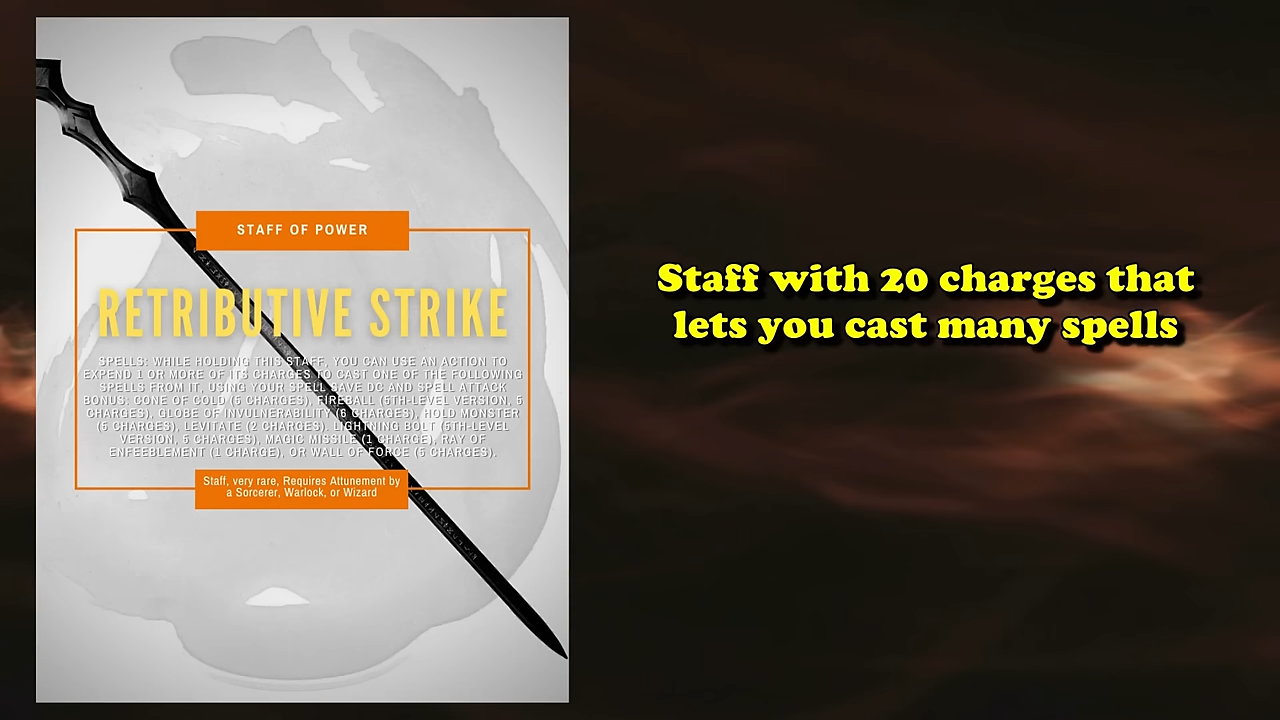 STAFF OF POWER
RETRIBUTIVE STRIKE
SPELLS: WHILE HOLDING THIS STAFF, YOU CAN USE AN ACTION TO
EXPEND 1 OR MORE OF ITS CHARGES TO CAST ONE OF THE FOLLOWING
SPELLS FROM IT, USING YOUR SPELL SAVE DC AND SPELL ATTACK
BONUS: CONE OF COLD (5 CHARGES), FIREBALL (5TH-LEVEL VERSION, 5
CHARGES), GLOBE OF INVULNERABILITY (6 CHARGES), HOLD MONSTER
(5 CHARGES), LEVITATE (2 CHARGES), LIGHTNING BOLT (5TH-LEVEL
VERSION, 5 CHARGES), MAGIC MISSILE (1 CHARGE), RAY OF
ENFEEBLEMENT (1 CHARGE), OR WALL OF FORCE (5 CHARGES).
Staff, very rare, Requires Attunement by
a Sorcerer, Warlock, or Wizard
Staff with 20 charges that
lets you cast many spells